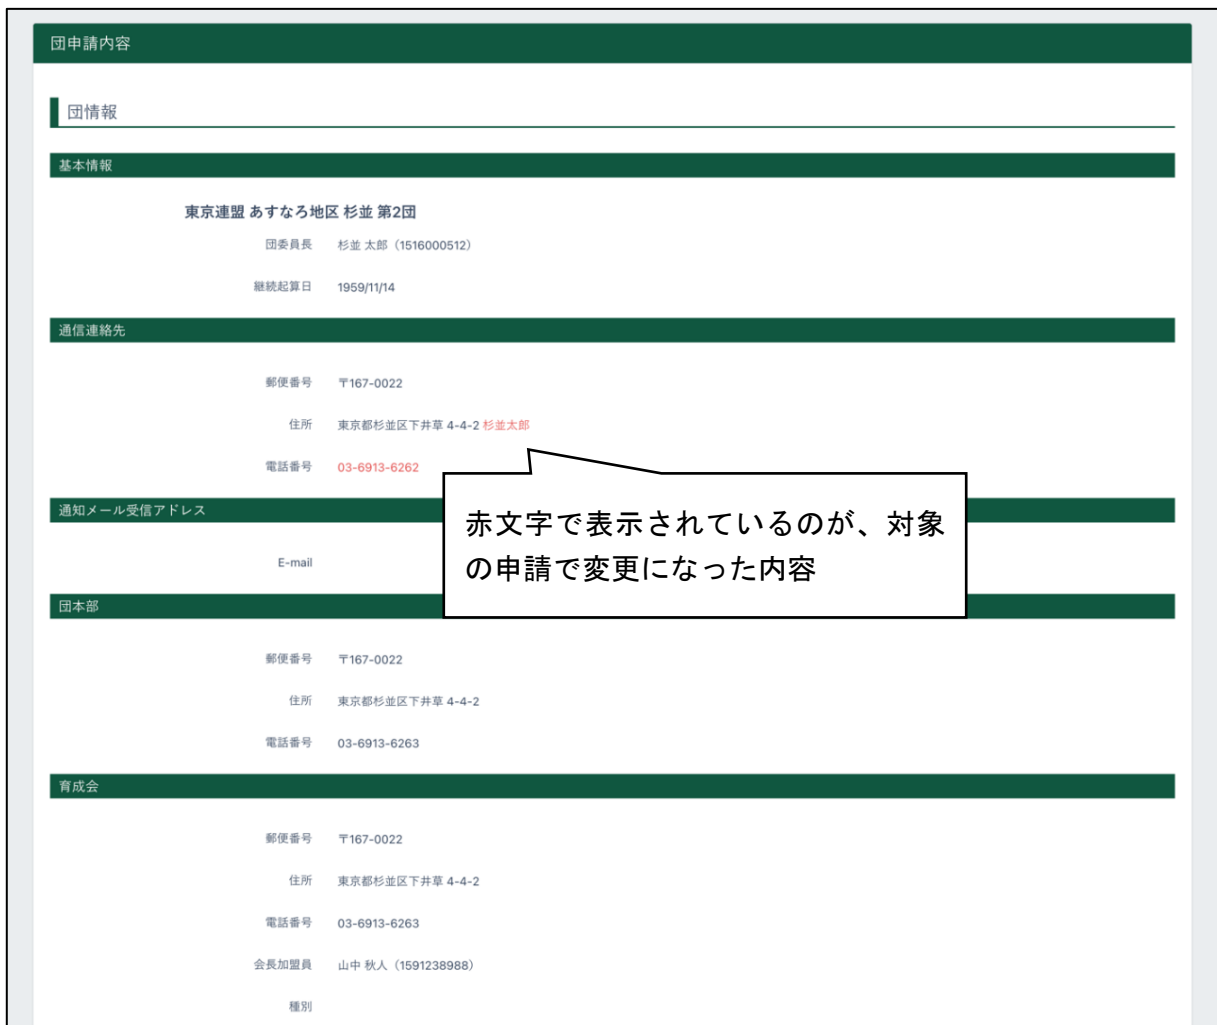 団申請内容
団情報
基本情報
東京連盟 あすなろ地区 杉並 第2団
団委員長 杉並 太郎（1516000512）
継続起算日 1959/11/14
通信連絡先
郵便番号 〒167-0022
住所 東京都杉並区下井草 4-4-2 杉並太郎
電話番号 03-6913-6262
赤文字で表示されているのが、対象
の申請で変更になった内容
通知メール受信アドレス
E-mail
団本部
郵便番号 〒167-0022
住所 東京都杉並区下井草 4-4-2
電話番号 03-6913-6263
育成会
郵便番号 〒167-0022
住所 東京都杉並区下井草 4-4-2
電話番号 03-6913-6263
会長加盟員 山中 秋人（1591238988）
種別